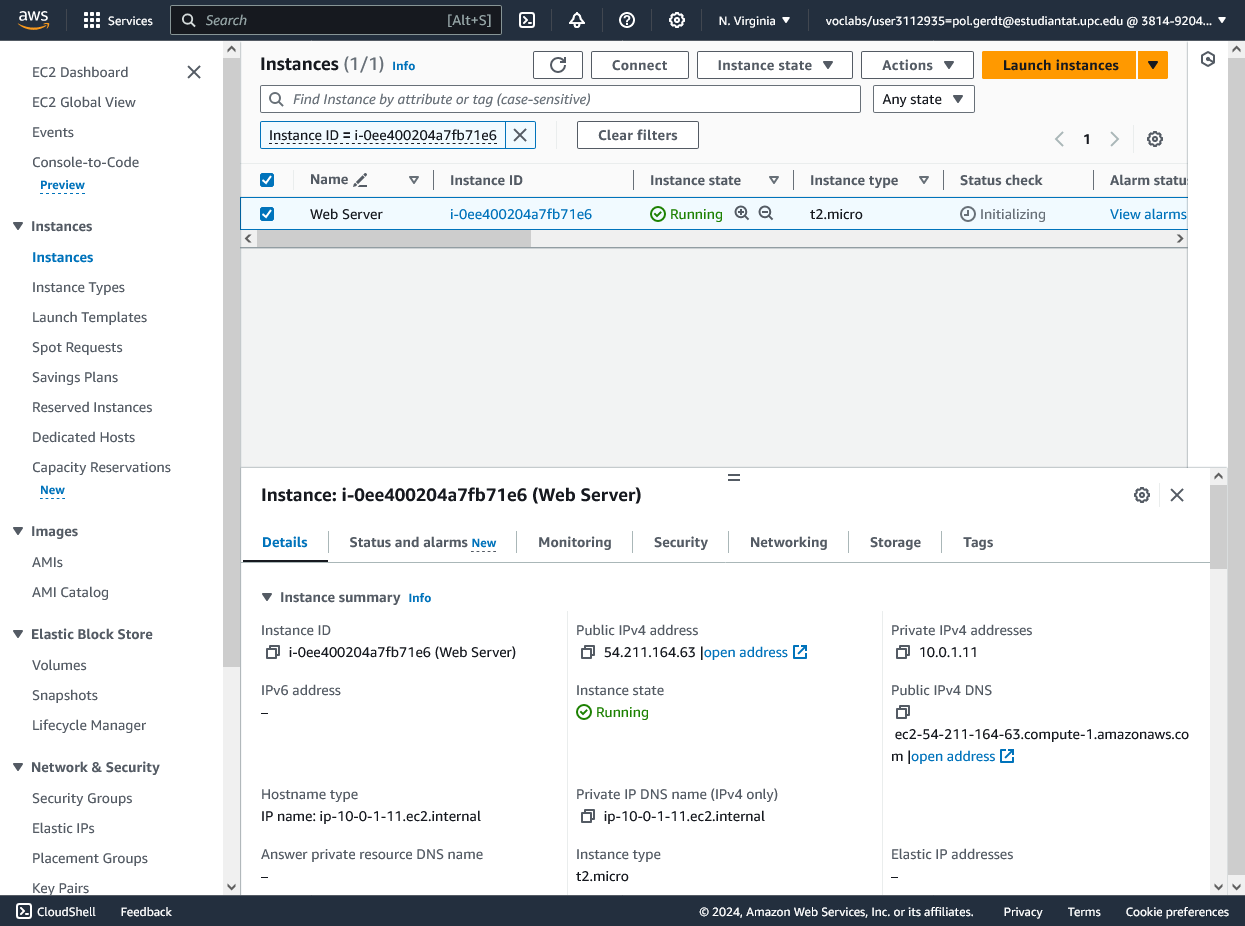 aws
Services
Search
[Alt+S]
N. Virginia
voclabs/user3112935=pol.gerdt@estudiantat.upc.edu @ 3814-9204...
EC2 Dashboard
EC2 Global View
Events
Console-to-Code
Preview
Instances
Instances
Instance Types
Launch Templates
Spot Requests
Savings Plans
Reserved Instances
Dedicated Hosts
Capacity Reservations
New
Images
AMIs
AMI Catalog
Elastic Block Store
Volumes
Snapshots
Lifecycle Manager
Network & Security
Security Groups
Elastic IPs
Placement Groups
Key Pairs
Instances (1/1) Info
Connect
Instance state
Actions
Launch instances
Find Instance by attribute or tag (case-sensitive)
Any state
Instance ID = i-0ee400204a7fb71e6
Clear filters
1
Name Instance ID Instance state Instance type Status check Alarm status
Web Server i-0ee400204a7fb71e6 Running t2.micro Initializing View alarms
Instance: i-0ee400204a7fb71e6 (Web Server)
Details
Status and alarms New
Monitoring
Security
Networking
Storage
Tags
Instance summary Info
Instance ID
i-0ee400204a7fb71e6 (Web Server)
Public IPv4 address
54.211.164.63 |open address
Private IPv4 addresses
10.0.1.11
IPv6 address
–
Instance state
Running
Public IPv4 DNS
ec2-54-211-164-63.compute-1.amazonaws.co
m |open address
Hostname type
IP name: ip-10-0-1-11.ec2.internal
Private IP DNS name (IPv4 only)
ip-10-0-1-11.ec2.internal
Answer private resource DNS name
–
Instance type
t2.micro
Elastic IP addresses
–
CloudShell
Feedback
© 2024, Amazon Web Services, Inc. or its affiliates.
Privacy
Terms
Cookie preferences